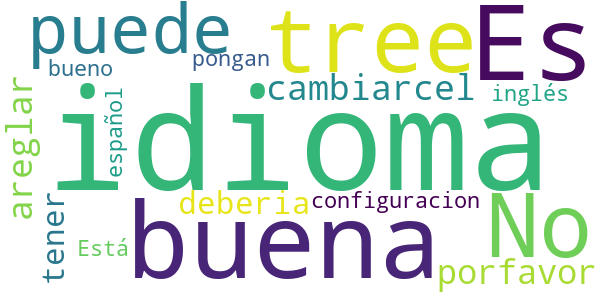 puede
tree
Es
bueno
pongan
cambiarcel
inglés
areglar
español
idioma
deberia
configuracion
No
tener
Está
buena
porfavor